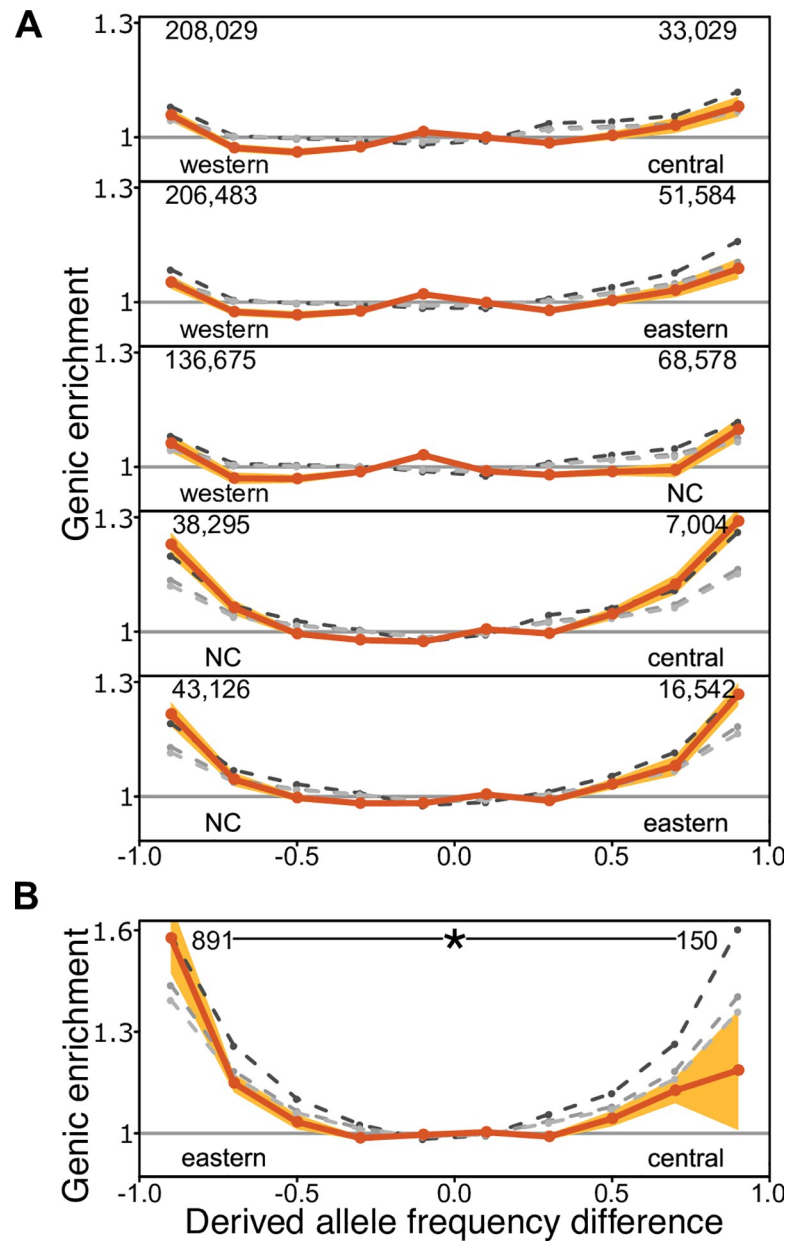 A
1.3
208,029 33,029
1
western central
1.3
206,483 51,584
1
western eastern
1.3
136,675 68,578
1
western NC
1.3
38,295 7,004
1
NC central
1.3
43,126 16,542
1
NC eastern
Genic enrichment
-1.0 -0.5 0.0 0.5 1.0
B
1.6
891 * 150
1.3
1
eastern central
Genic enrichment
-1.0 -0.5 0.0 0.5 1.0
Derived allele frequency difference